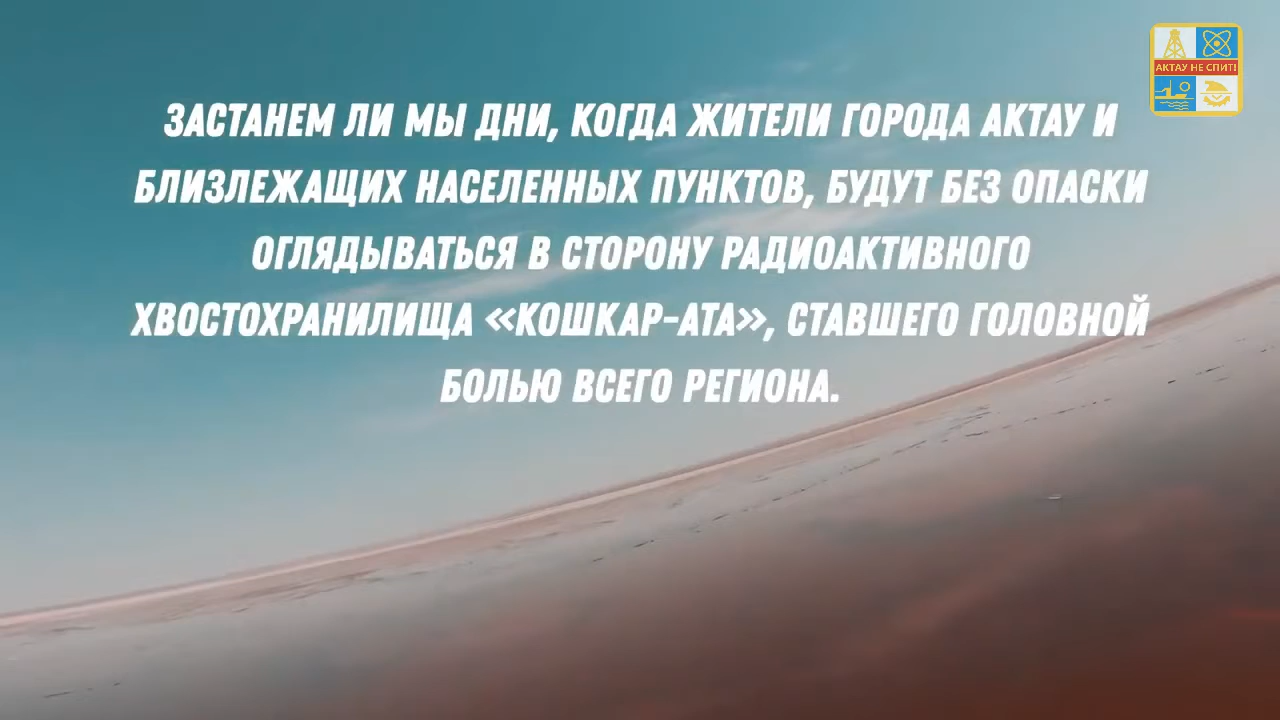 АКТАУ НЕ СПИТ!
ЗАСТАНЕМ ЛИ МЫ ДНИ, КОГДА ЖИТЕЛИ ГОРОДА АКТАУ И
БЛИЗЛЕЖАЩИХ НАСЕЛЕННЫХ ПУНКТОВ, БУДУТ БЕЗ ОПАСКИ
ОГЛЯДЫВАТЬСЯ В СТОРОНУ РАДИОАКТИВНОГО
ХВОСТОХРАНИЛИЩА «КОШКАР-АТА», СТАВШЕГО ГОЛОВНОЙ
БОЛЬЮ ВСЕГО РЕГИОНА.